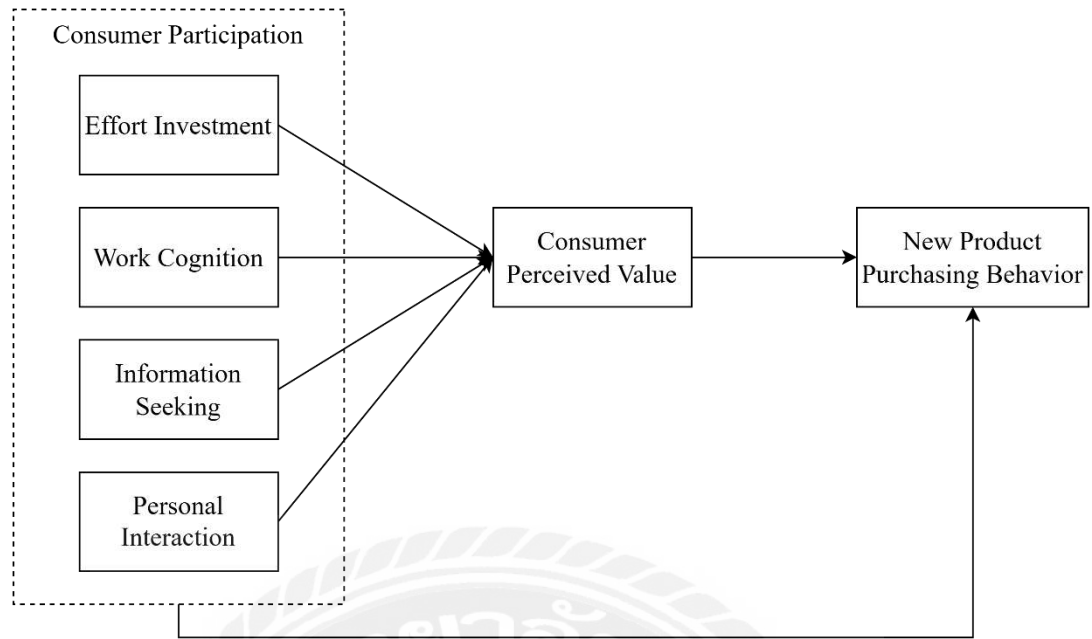 Consumer Participation
Effort Investment
Work Cognition
Information
Seeking
Personal
Interaction
Consumer
Perceived Value
New Product
Purchasing Behavior